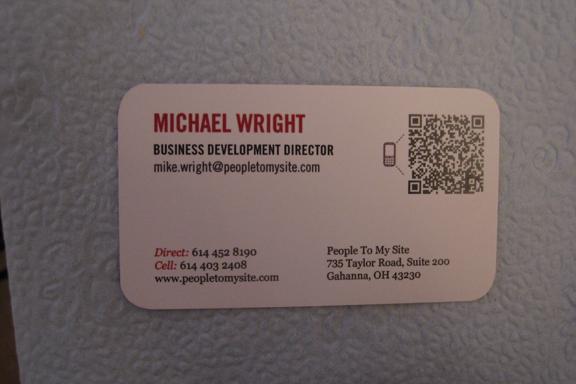 MICHAEL WRIGHT
BUSINESS DEVELOPMENT DIRECTOR
mike.wright@peopletomysite.com
Direct: 614 452 8190
Cell: 614 403 2408
www.peopletomysite.com
People To My Site
735 Taylor Road, Suite 200
Gahanna, OH 43230